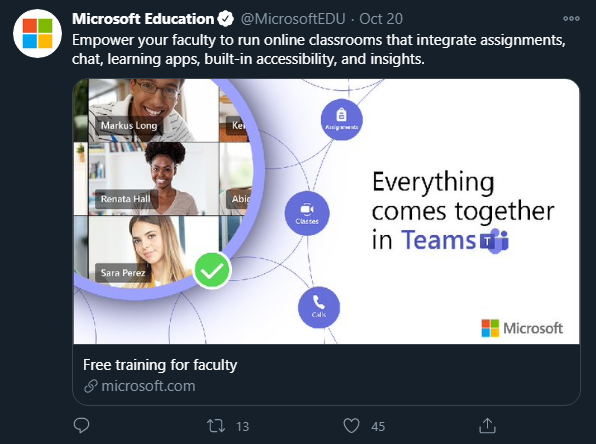 Microsoft Education @MicrosoftEDU · Oct 20
Empower your faculty to run online classrooms that integrate assignments,
chat, learning apps, built-in accessibility, and insights.
Markus Long
Renata Hall
Sara Perez
Assignments
Classes
Calls
Everything
comes together
in Teams
T
Microsoft
Free training for faculty
microsoft.com
13
45